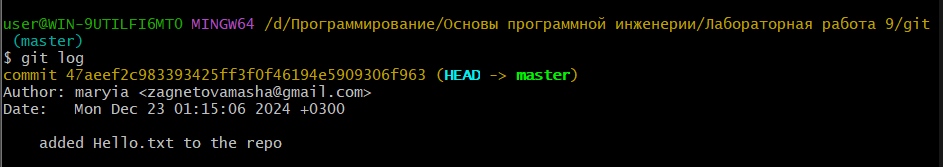 user@WIN-9UTILFI6MTO MINGW64 /d/Программирование/Основы программной инженерии/Лабораторная работа 9/git
(master)
$ git log
commit 47aeef2c983393425ff3f0f46194e5909306f963 (HEAD -> master)
Author: maryia <zagnetovamasha@gmail.com>
Date:   Mon Dec 23 01:15:06 2024 +0300
added Hello.txt to the repo